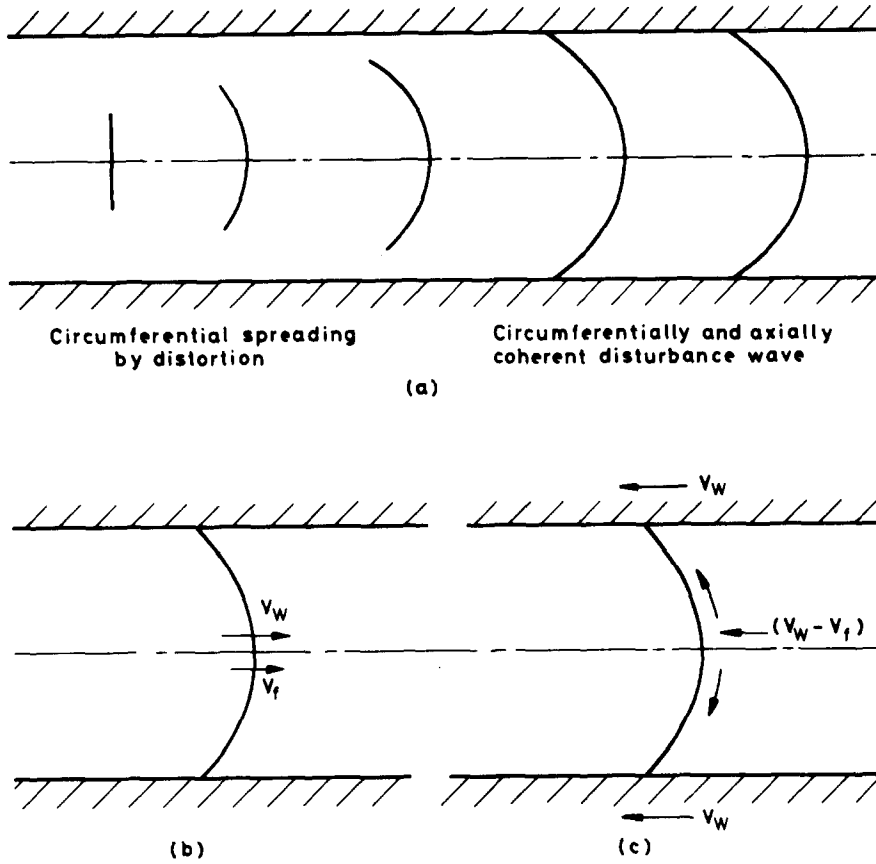 Circumferential spreading
by distortion
Circumferentially and axially
coherent disturbance wave
(a)
V_W
V_W
V_f
(V_W - V_f)
V_W
(b)
(c)